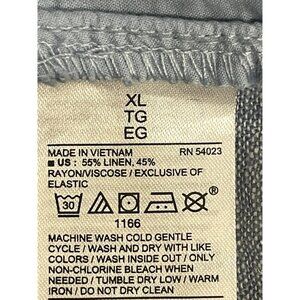 XL
TG
EG
MADE IN VIETNAM RN 54023
■ US : 55% LINEN, 45%
RAYON/VISCOSE / EXCLUSIVE OF
ELASTIC
30
1166
MACHINE WASH COLD GENTLE
CYCLE / WASH AND DRY WITH LIKE
COLORS / WASH INSIDE OUT / ONLY
NON-CHLORINE BLEACH WHEN
NEEDED / TUMBLE DRY LOW / WARM
IRON / DO NOT DRY CLEAN